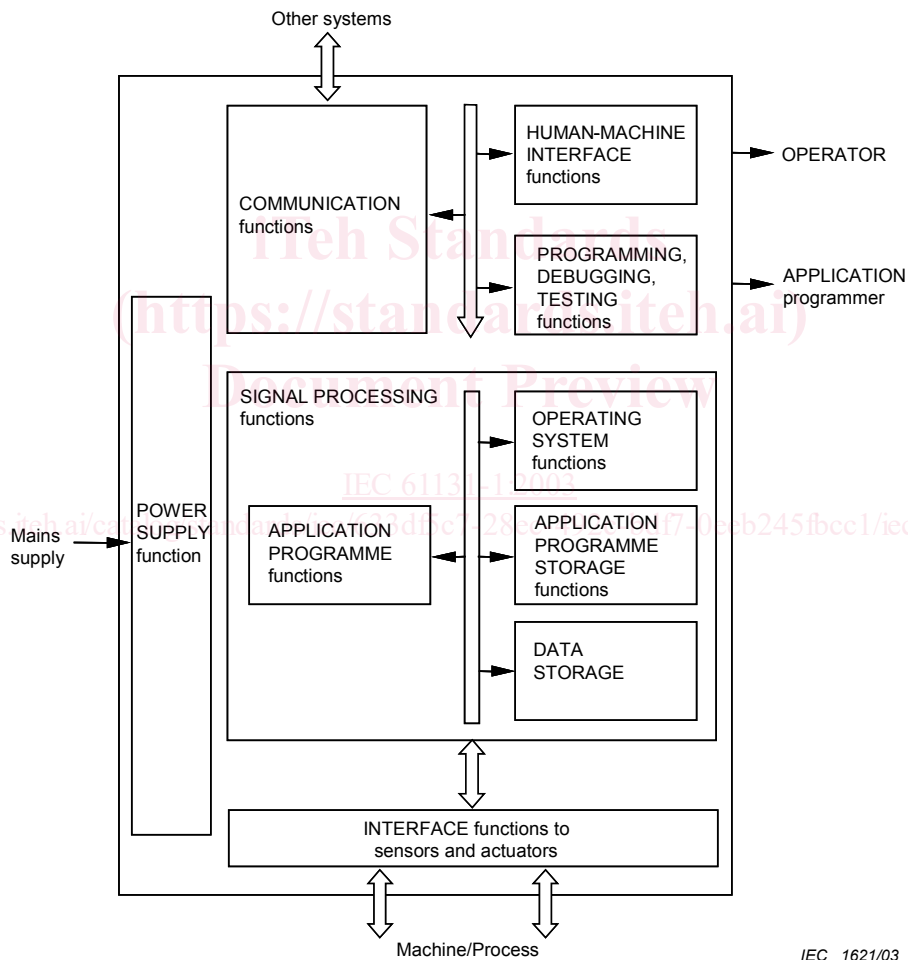 Other systems
HUMAN-MACHINE
INTERFACE
functions
OPERATOR
COMMUNICATION
functions
iTeh Standards
PROGRAMMING,
DEBUGGING,
TESTING
functions
APPLICATION
programmer
(https://standards.iteh.ai)
Document Preview
SIGNAL PROCESSING
functions
OPERATING
SYSTEM
functions
IEC 61131-1:2003
POWER
SUPPLY
function
Mains
supply
APPLICATION
PROGRAMME
functions
APPLICATION
PROGRAMME
STORAGE
functions
DATA
STORAGE
INTERFACE functions to
sensors and actuators
Machine/Process
IEC 1621/03